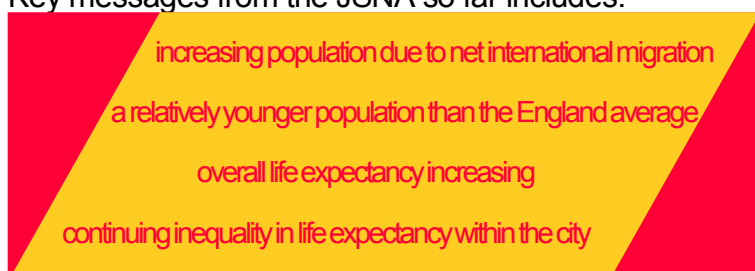 Key messages from the JSNA so far includes:
increasing population due to net international migration
a relatively younger population than the England average
overall life expectancy increasing
continuing inequality in life expectancy within the city